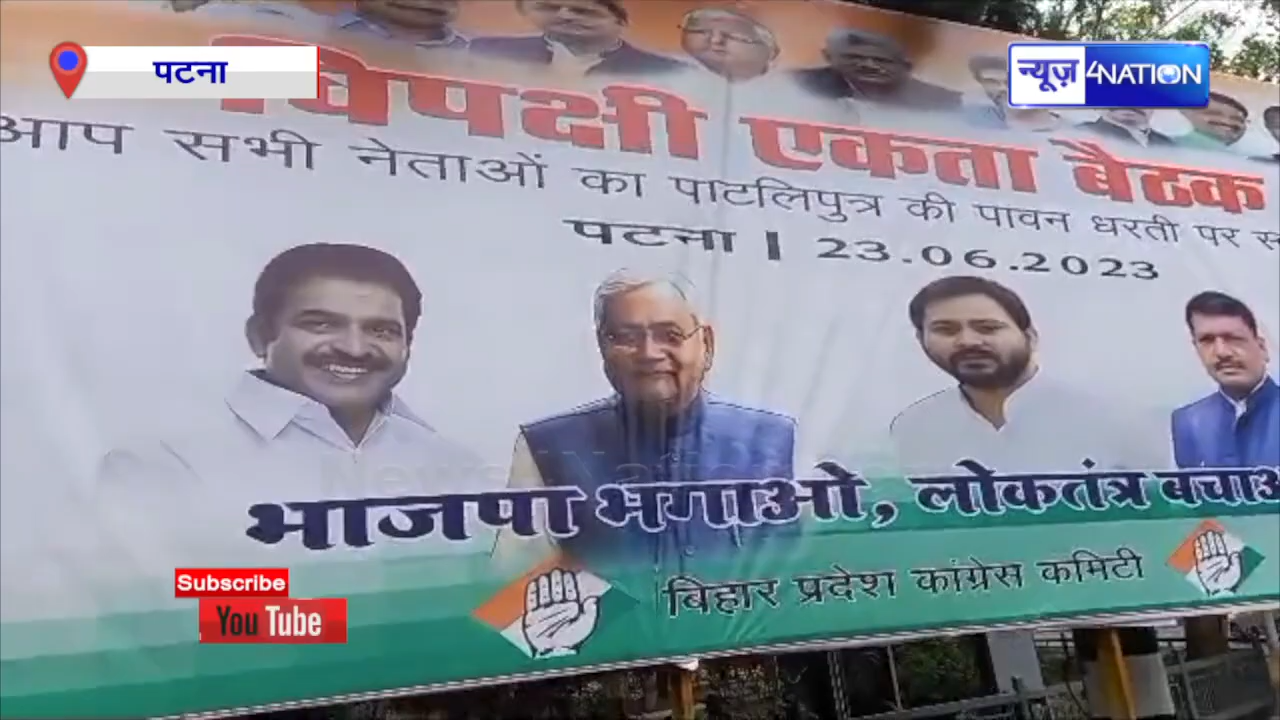 पटना
न्यूज़ 4NATION
विपक्षी एकता बैठक
आप सभी नेताओं का पाटलिपुत्र की पावन धरती पर
पटना | 23.06.2023
भाजपा भगाओ, लोकतंत्र बचाओ
बिहार प्रदेश कांग्रेस कमिटी
Subscribe
You Tube